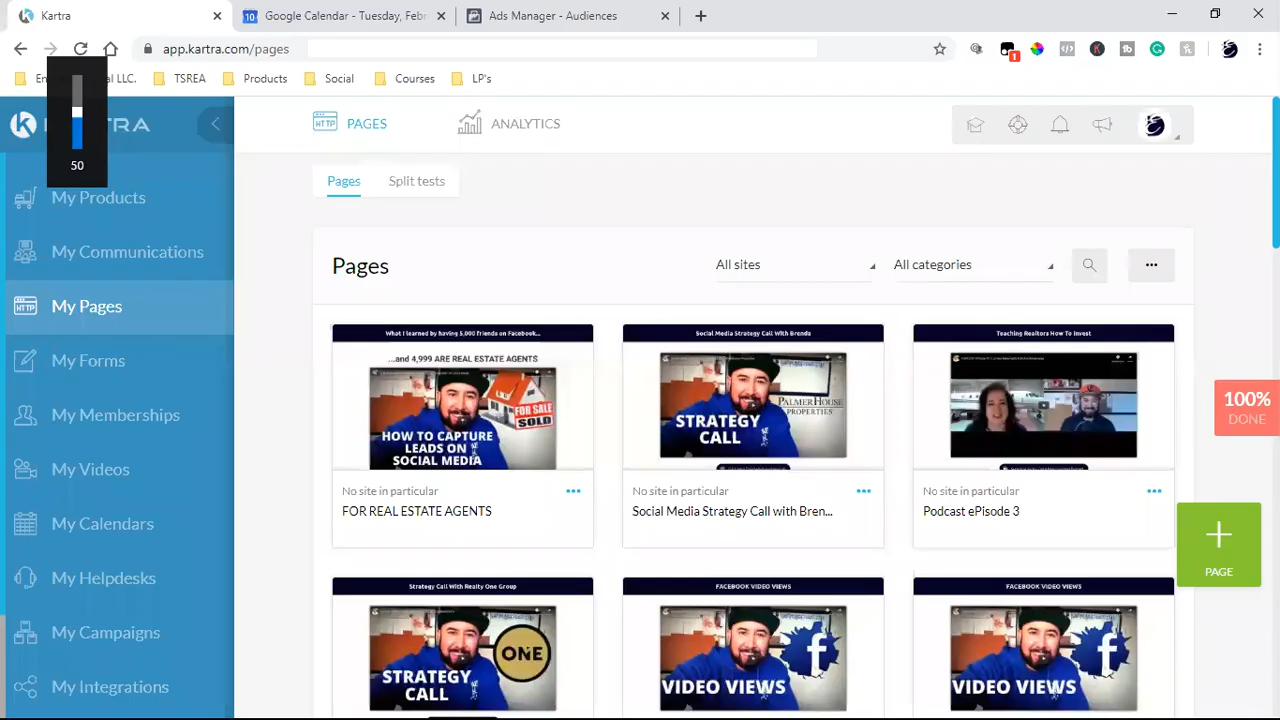 Kartra
Google Calendar - Tuesday, Febru
Ads Manager - Audiences
app.kartra.com/pages
1
En
al LLC.
TSREA
Products
Social
Courses
LP's
50
PAGES
ANALYTICS
My Products
My Communications
My Pages
My Forms
My Memberships
My Videos
My Calendars
My Helpdesks
My Campaigns
My Integrations
Pages
Split tests
Pages
All sites
All categories
What I learned by having 5,000 friends on Facebook...
...and 4,999 ARE REAL ESTATE AGENTS
FOR SALE
SOLD
HOW TO CAPTURE
LEADS ON
SOCIAL MEDIA
No site in particular
FOR REAL ESTATE AGENTS
Social Media Strategy Call With Brenda
PALMERHOUSE
PROPERTIES
STRATEGY
CALL
No site in particular
Social Media Strategy Call with Bren...
Teaching Realtors How To Invest
No site in particular
Podcast ePisode 3
100%
DONE
PAGE
Strategy Call With Realty One Group
STRATEGY
CALL
ONE
FACEBOOK VIDEO VIEWS
VIDEO VIEWS
FACEBOOK VIDEO VIEWS
VIDEO VIEWS